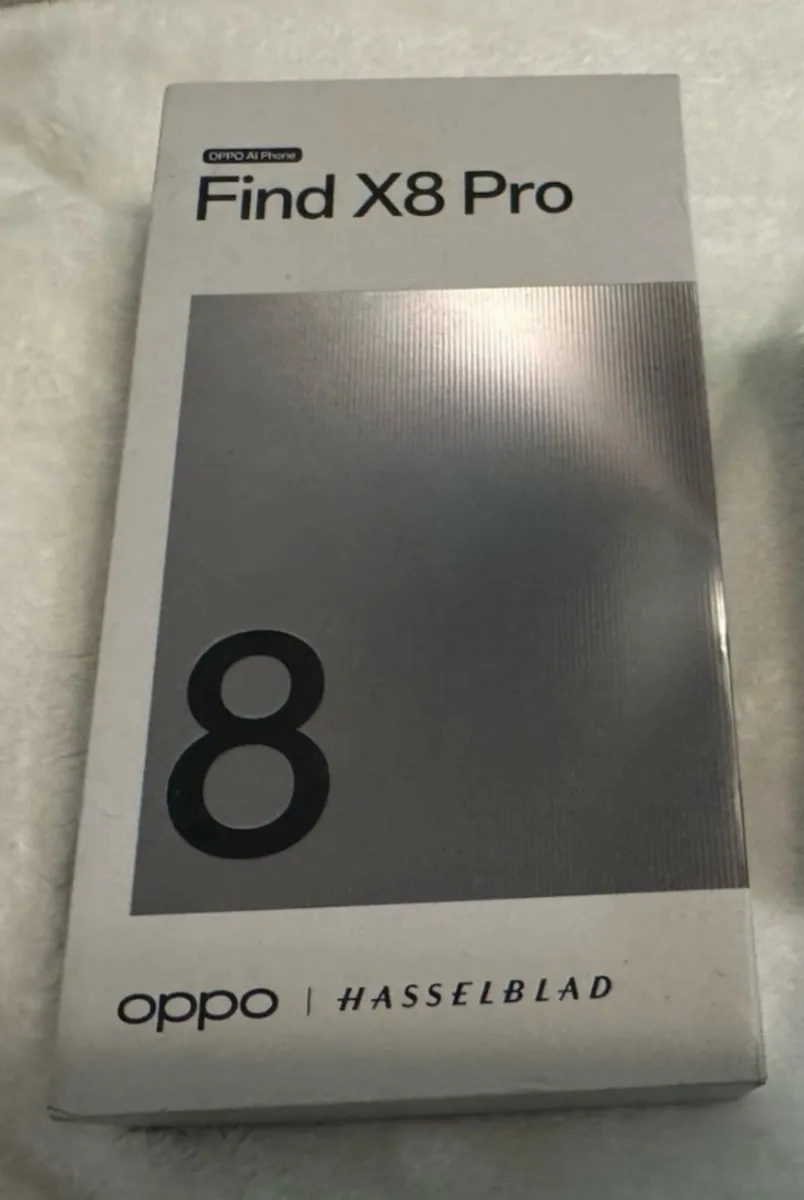 OPPO AI Phone
Find X8 Pro
8
oppo | HASSELBLAD